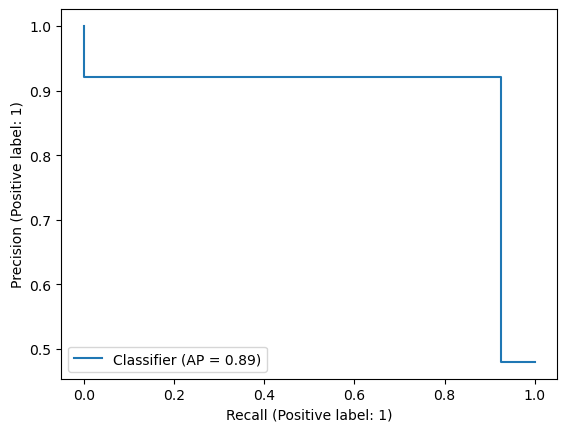 1.0
0.9
0.8
0.7
0.6
0.5
Precision (Positive label: 1)
Classifier (AP = 0.89)
0.0 0.2 0.4 0.6 0.8 1.0
Recall (Positive label: 1)